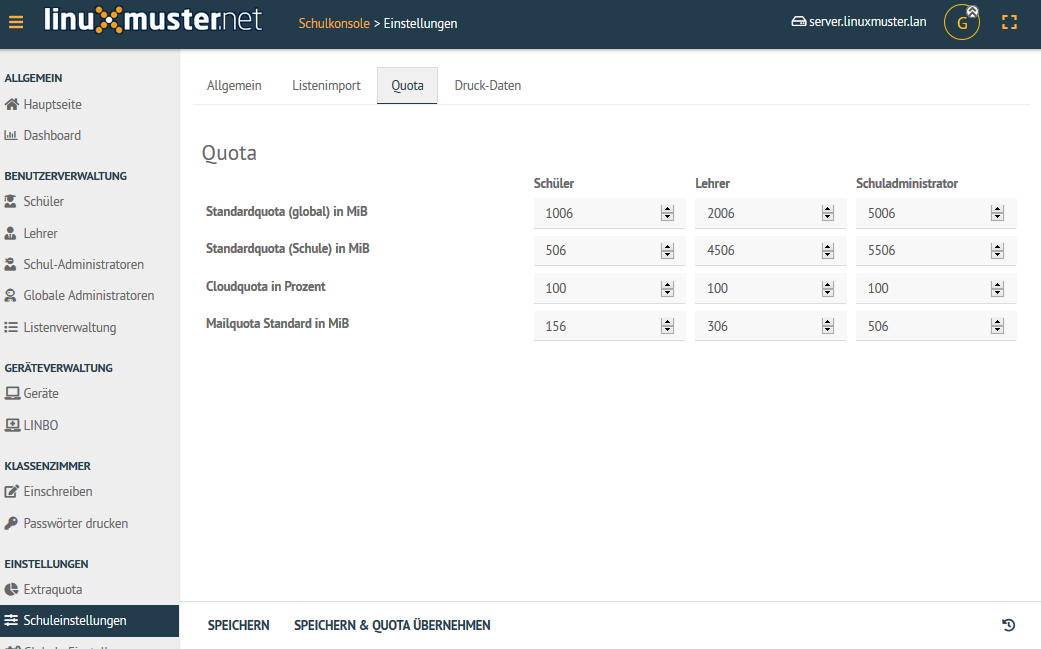 linuxmuster.net
Schulkonsole > Einstellungen
server.linuxmuster.lan
G
ALLGEMEIN
Hauptseite
Dashboard
BENUTZERVERWALTUNG
Schüler
Lehrer
Schul-Administratoren
Globale Administratoren
Listenverwaltung
GERÄTEVERWALTUNG
Geräte
LINBO
KLASSENZIMMER
Einschreiben
Passwörter drucken
EINSTELLUNGEN
Extraquota
Schuleinstellungen
Allgemein Listenimport Quota Druck-Daten
Quota
Schüler Lehrer Schuladministrator
Standardquota (global) in MiB 1006 2006 5006
Standardquota (Schule) in MiB 506 4506 5506
Cloudquota in Prozent 100 100 100
Mailquota Standard in MiB 156 306 506
SPEICHERN SPEICHERN & QUOTA ÜBERNEHMEN